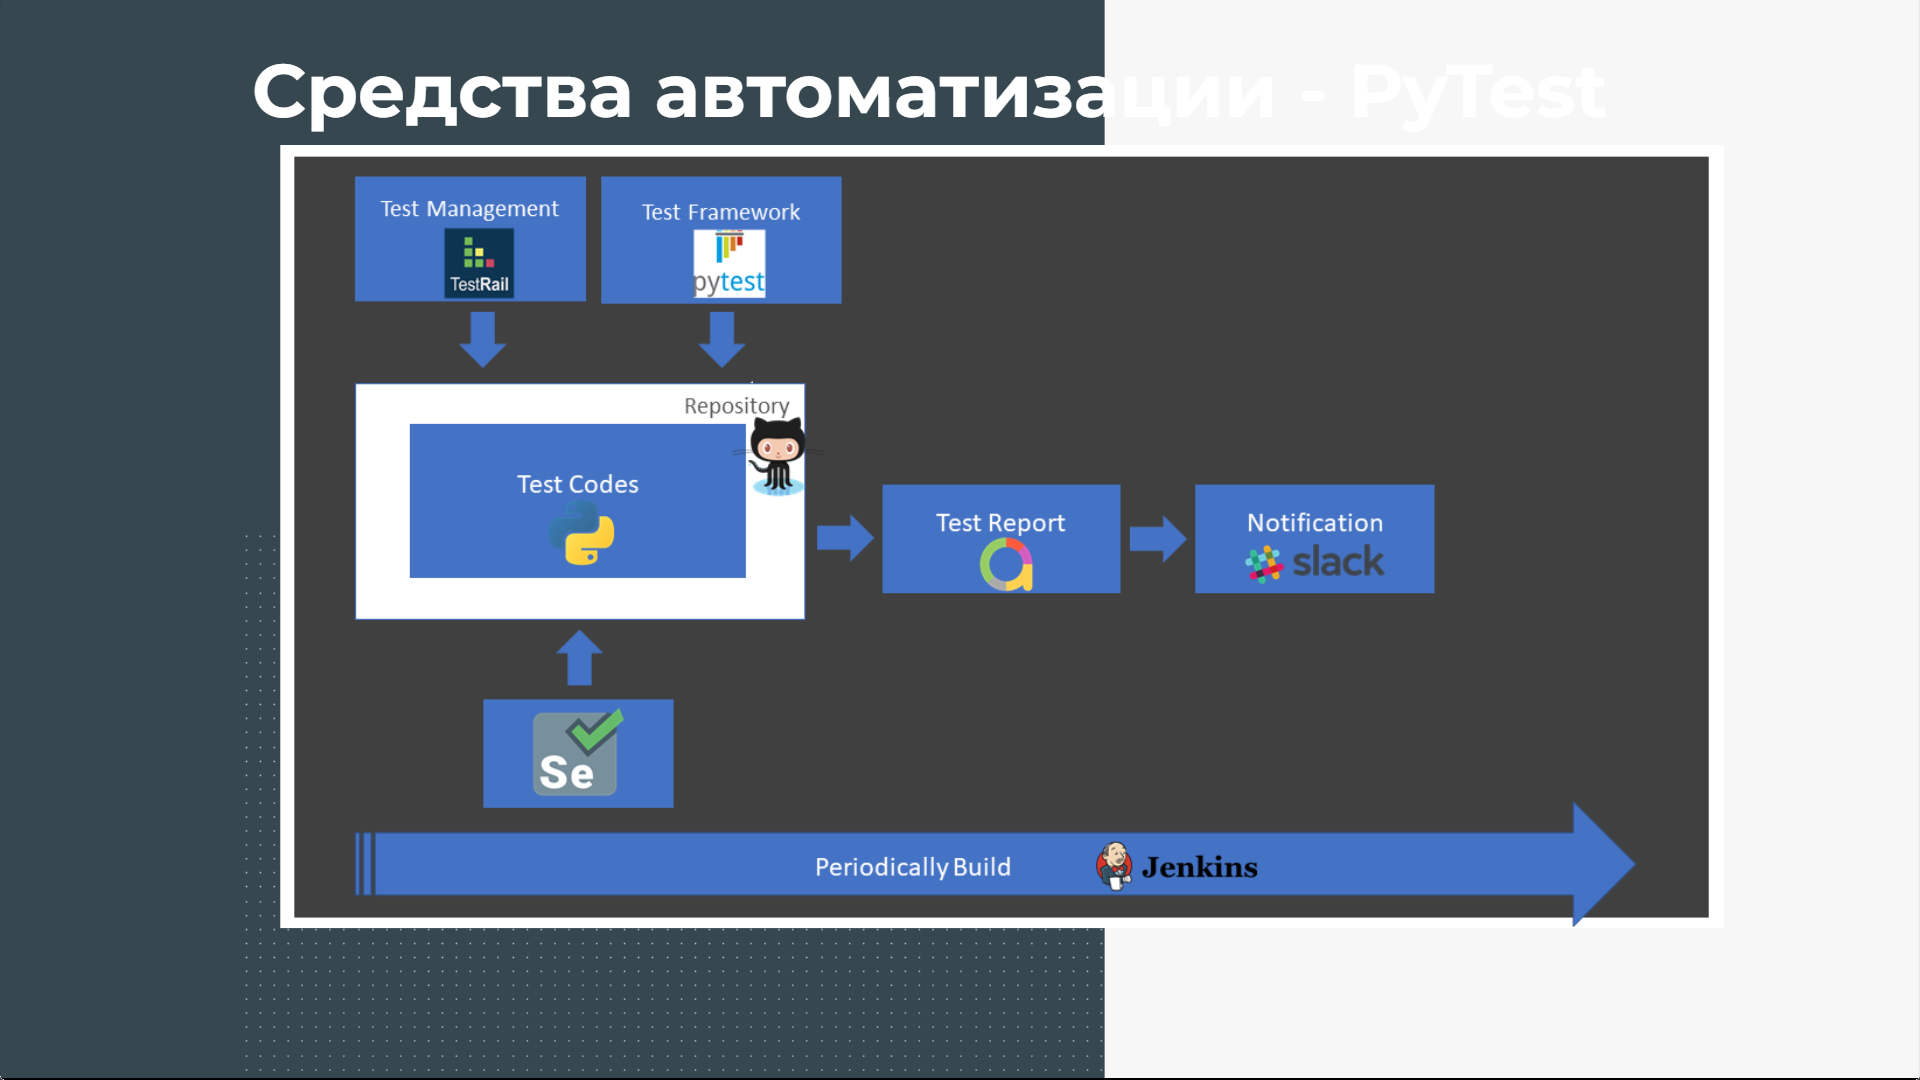 Средства автоматизации - PyTest
Test Management
TestRail
Test Framework
pytest
Repository
Test Codes
Test Report
Notification
slack
Se
Periodically Build
Jenkins